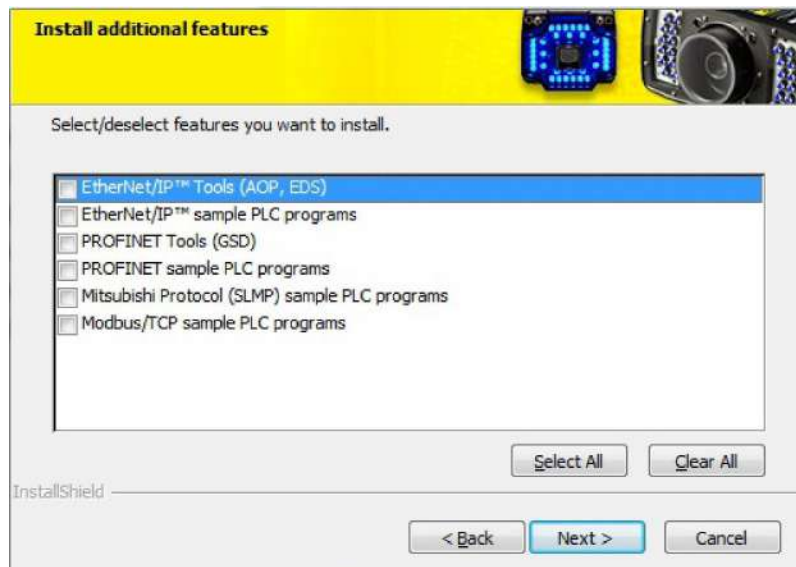 Install additional features
Select/deselect features you want to install.
EtherNet/IP™ Tools (AOP, EDS)
EtherNet/IP™ sample PLC programs
PROFINET Tools (GSD)
PROFINET sample PLC programs
Mitsubishi Protocol (SLMP) sample PLC programs
Modbus/TCP sample PLC programs
Select All
Clear All
InstallShield
< Back
Next >
Cancel